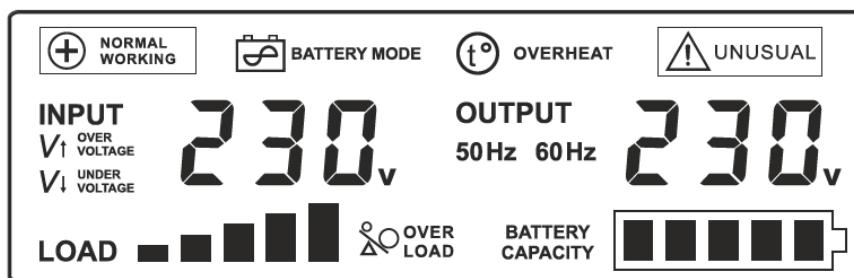 NORMAL
WORKING
BATTERY MODE
t° OVERHEAT
UNUSUAL
INPUT
V↑ OVER
VOLTAGE
V↓ UNDER
VOLTAGE
230v
OUTPUT
50Hz 60Hz
230v
LOAD
OVER
LOAD
BATTERY
CAPACITY